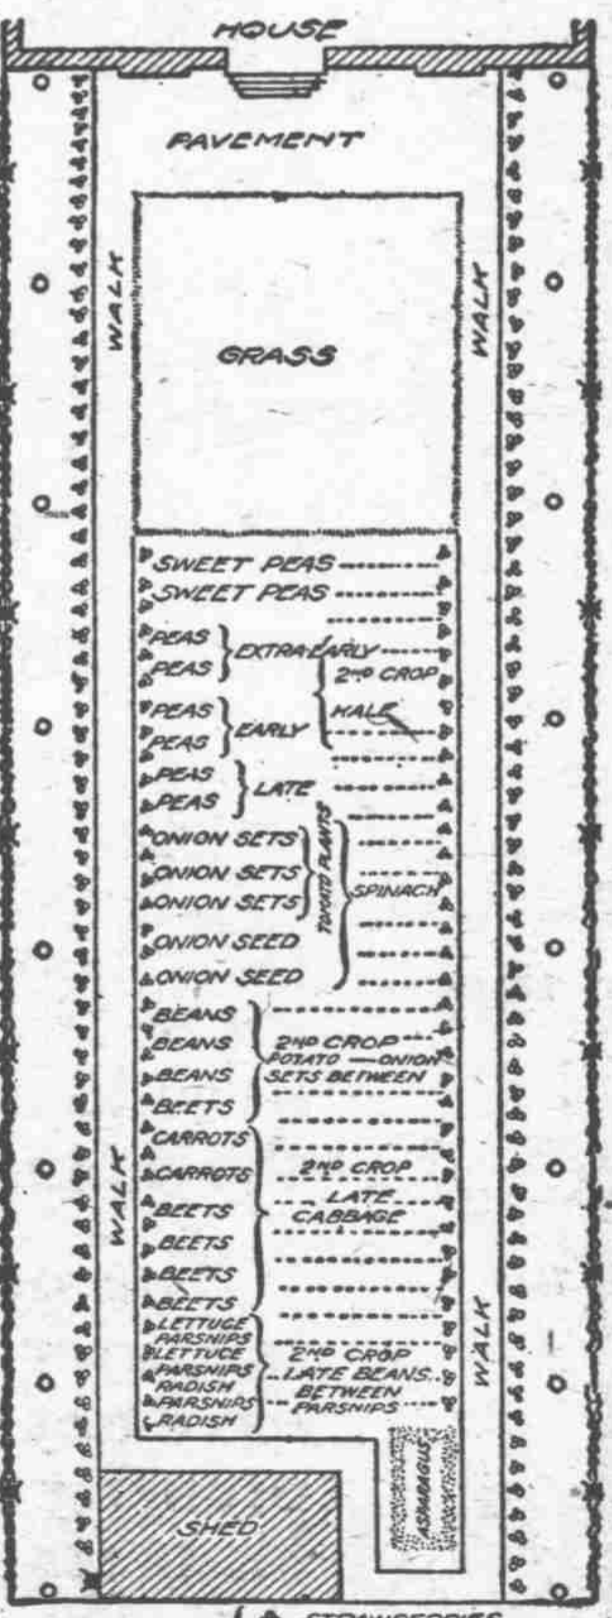 HOUSE
PAVEMENT
WALK
WALK
GRASS
SWEET PEAS
SWEET PEAS
PEAS
PEAS
EXTRA EARLY
2ND CROP
KALE
PEAS
PEAS
EARLY
PEAS
PEAS
LATE
ONION SETS
ONION SETS
ONION SETS
TOMATO PLANTS
SPINACH
ONION SEED
ONION SEED
BEANS
BEANS
BEANS
BEETS
2ND CROP
POTATO — ONION
SETS BETWEEN
CARROTS
CARROTS
BEETS
BEETS
BEETS
BEETS
2ND CROP
LATE
CABBAGE
WALK
LETTUCE
PARSNIPS
LETTUCE
PARSNIPS
RADISH
PARSNIPS
RADISH
2ND CROP
LATE BEANS
BETWEEN
PARSNIPS
WALK
ASPARAGUS
SHED
STRAWBERRIES